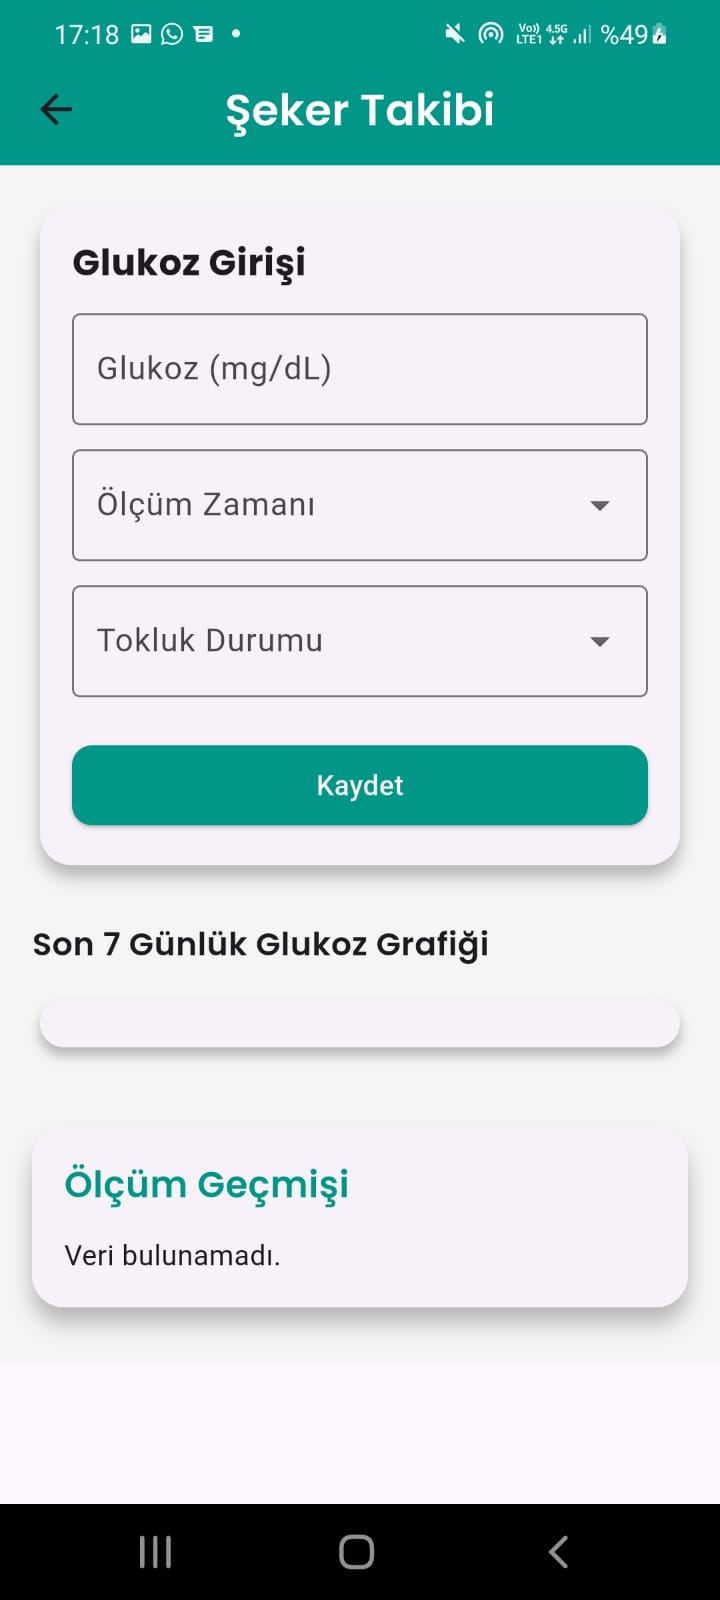 17:18
Vo)) 4.5G
LTE1
%49
Şeker Takibi
Glukoz Girişi
Glukoz (mg/dL)
Ölçüm Zamanı
Tokluk Durumu
Kaydet
Son 7 Günlük Glukoz Grafiği
Ölçüm Geçmişi
Veri bulunamadı.